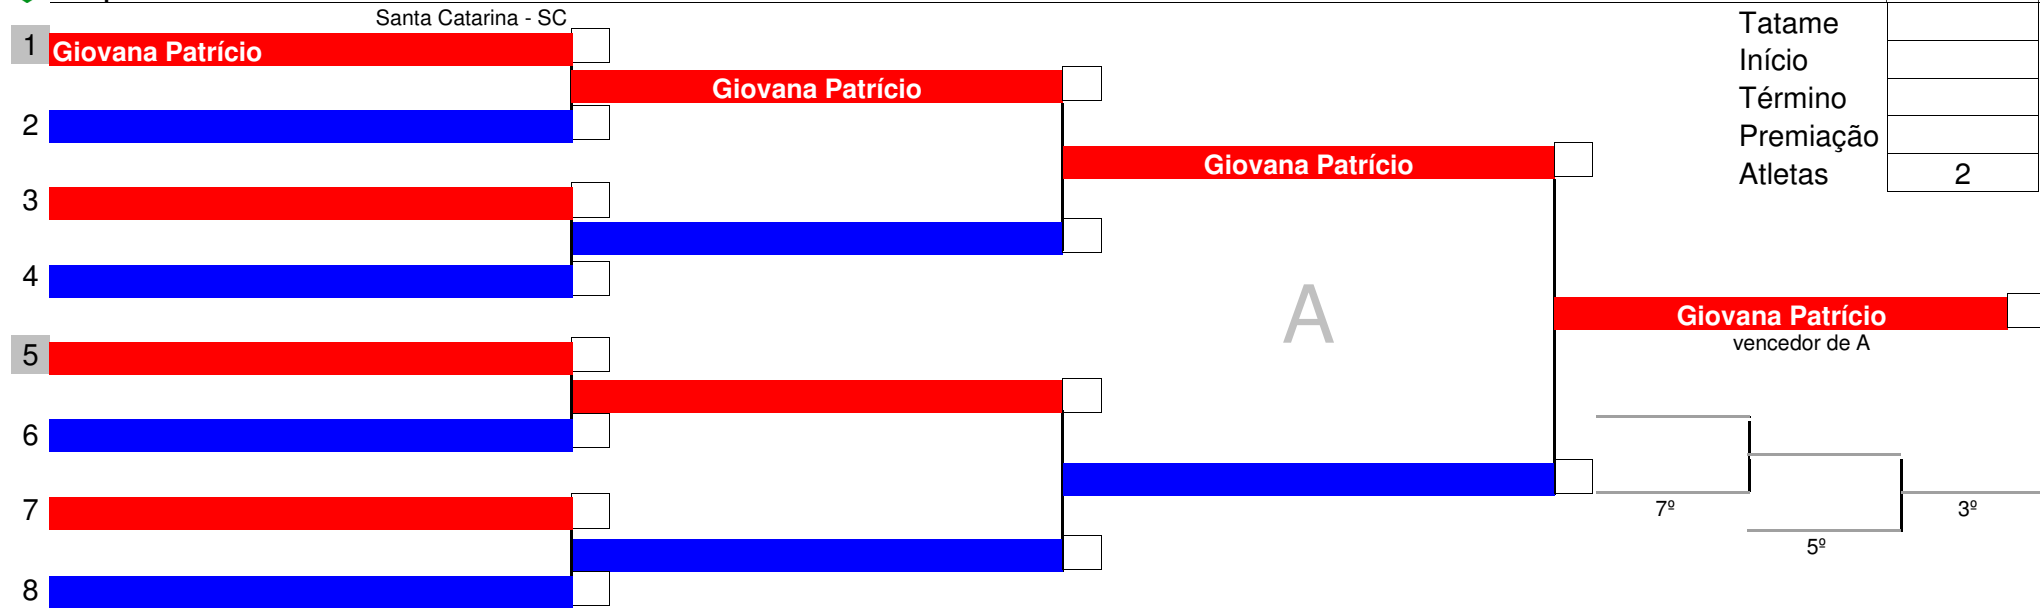 Santa Catarina - SC
1 Giovana Patrício
Giovana Patrício
2
3
4
5
6
7
8
Giovana Patrício
A
Giovana Patrício
vencedor de A
Tatame
Início
Término
Premiação
Atletas 2
7º
3º
5º